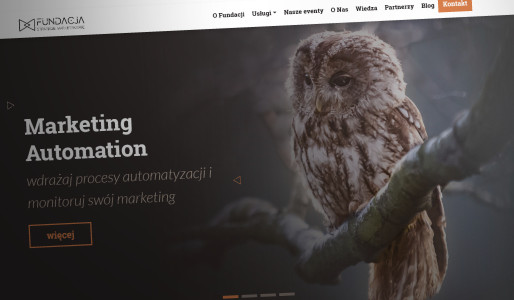 FUNDACJA
O Fundacji Usługi Nasze eventy O Nas Wiedza Partnerzy Blog Kontakt
Marketing
Automation
wdrażaj procesy automatyzacji i
monitoruj swój marketing
więcej